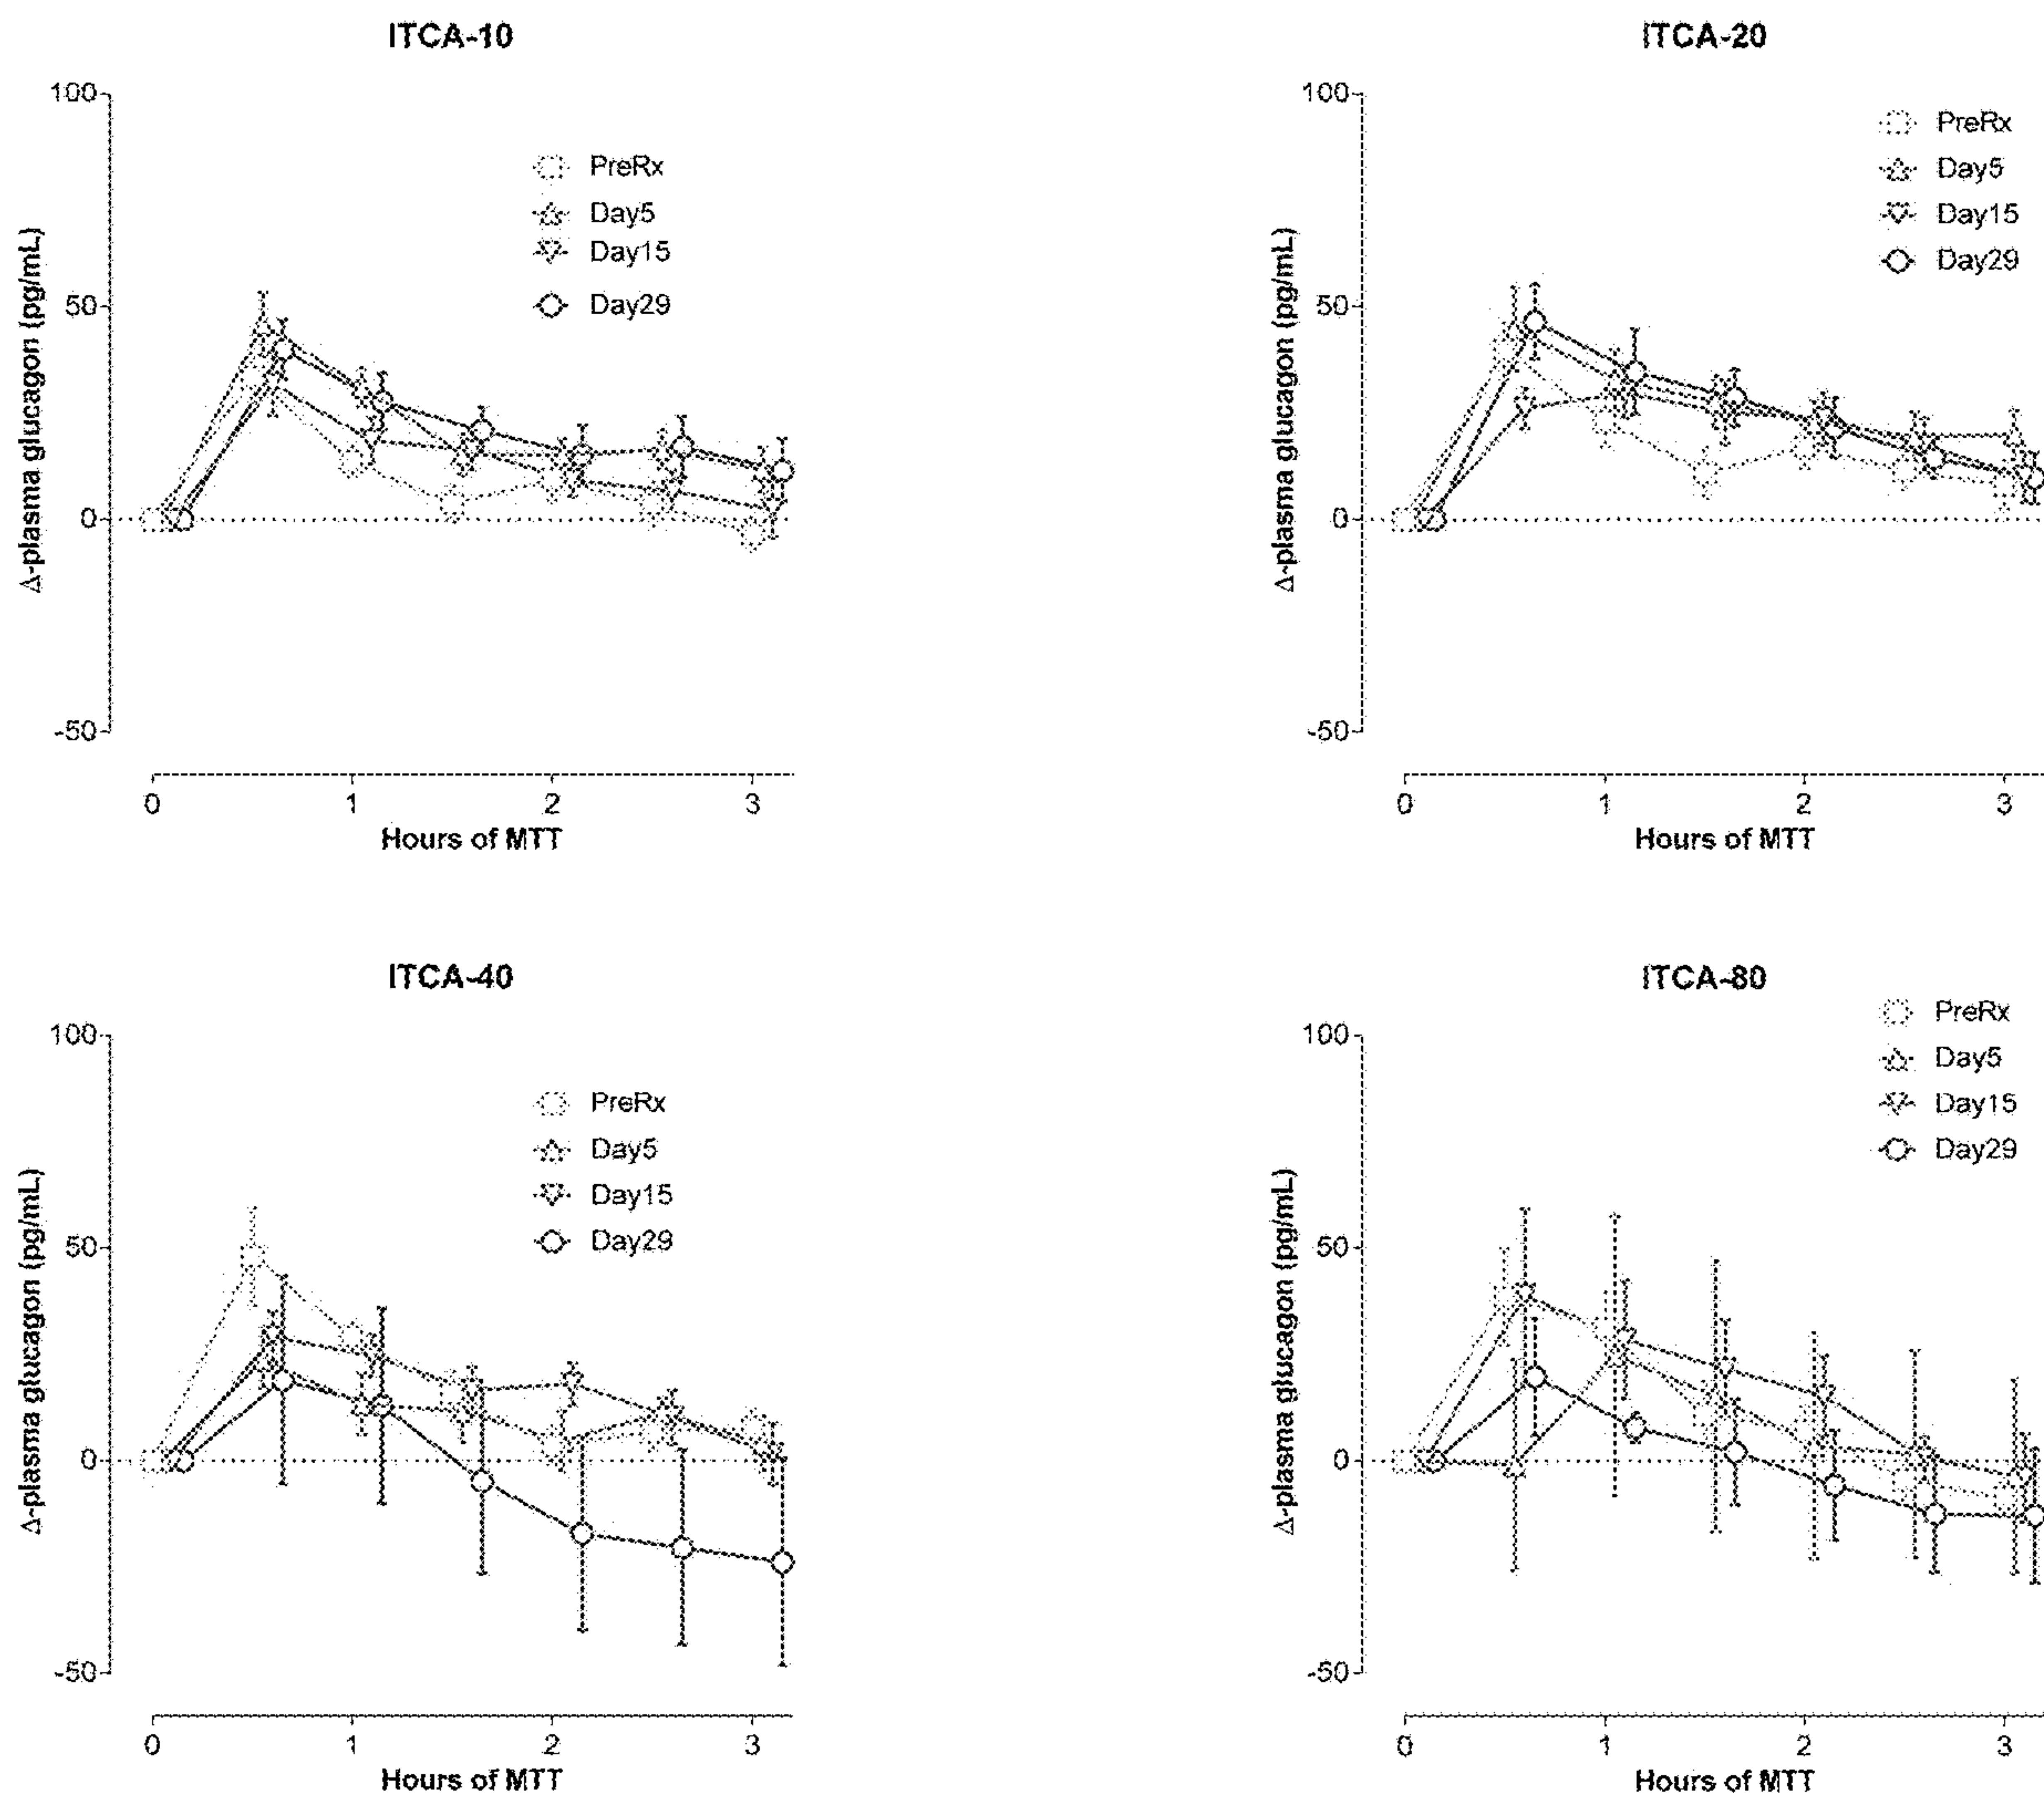 ITCA-10
100
50
0
-50
Δ-plasma glucagon (pg/mL)
PreRx
Day5
Day15
Day29
0 1 2 3
Hours of MTT
ITCA-20
100
50
0
-50
Δ-plasma glucagon (pg/mL)
PreRx
Day5
Day15
Day29
0 1 2 3
Hours of MTT
ITCA-40
100
50
0
-50
Δ-plasma glucagon (pg/mL)
PreRx
Day5
Day15
Day29
0 1 2 3
Hours of MTT
ITCA-80
100
50
0
-50
Δ-plasma glucagon (pg/mL)
PreRx
Day5
Day15
Day29
0 1 2 3
Hours of MTT